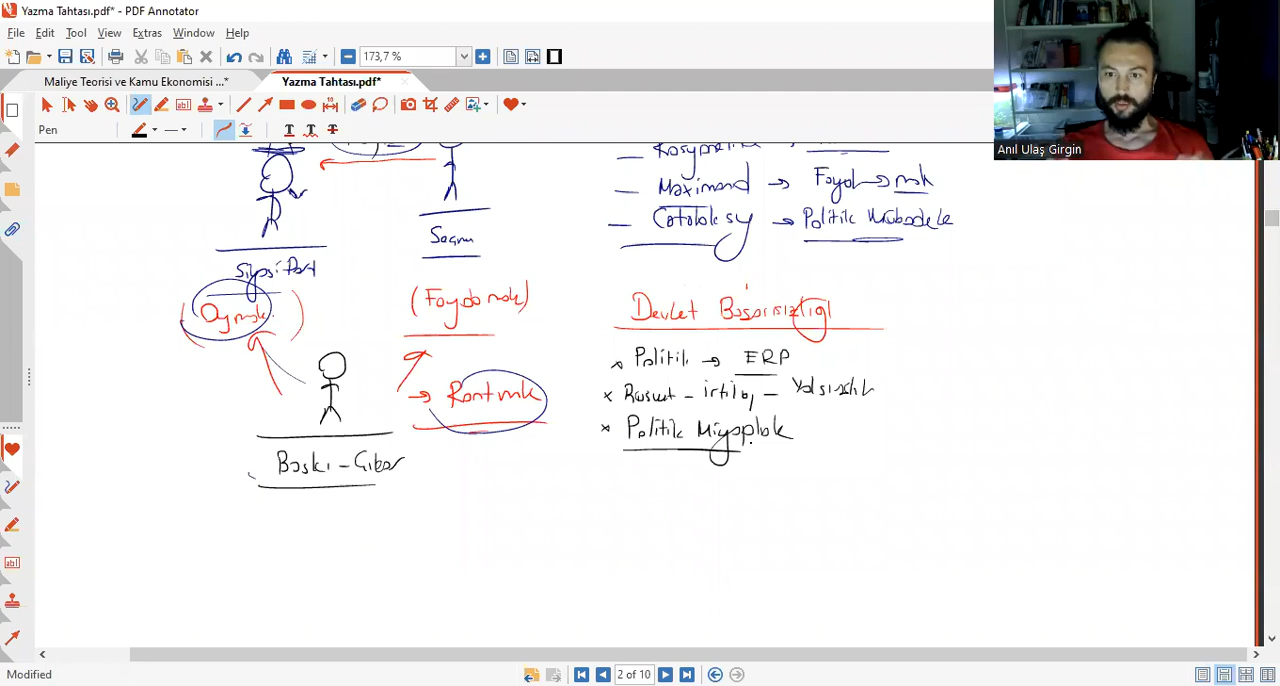 Yazma Tahtası.pdf* - PDF Annotator
File Edit Tool View Extras Window Help
173,7 %
Maliye Teorisi ve Kamu Ekonomisi ...* Yazma Tahtası.pdf*
Pen
Anıl Ulaş Girgin
Maximand → Fayda → mak
→ Politik Mübadele
Seçmen
Siyasi Parti
(Oy mak.)
(Fayda mak)
→ Rant mak
Baskı - Çıkar
Devlet Başarısızlığı
× Politik → ERP
× Rüşvet - irtikap - Yolsuzluk
× Politik Miyopluk
2 of 10
Modified